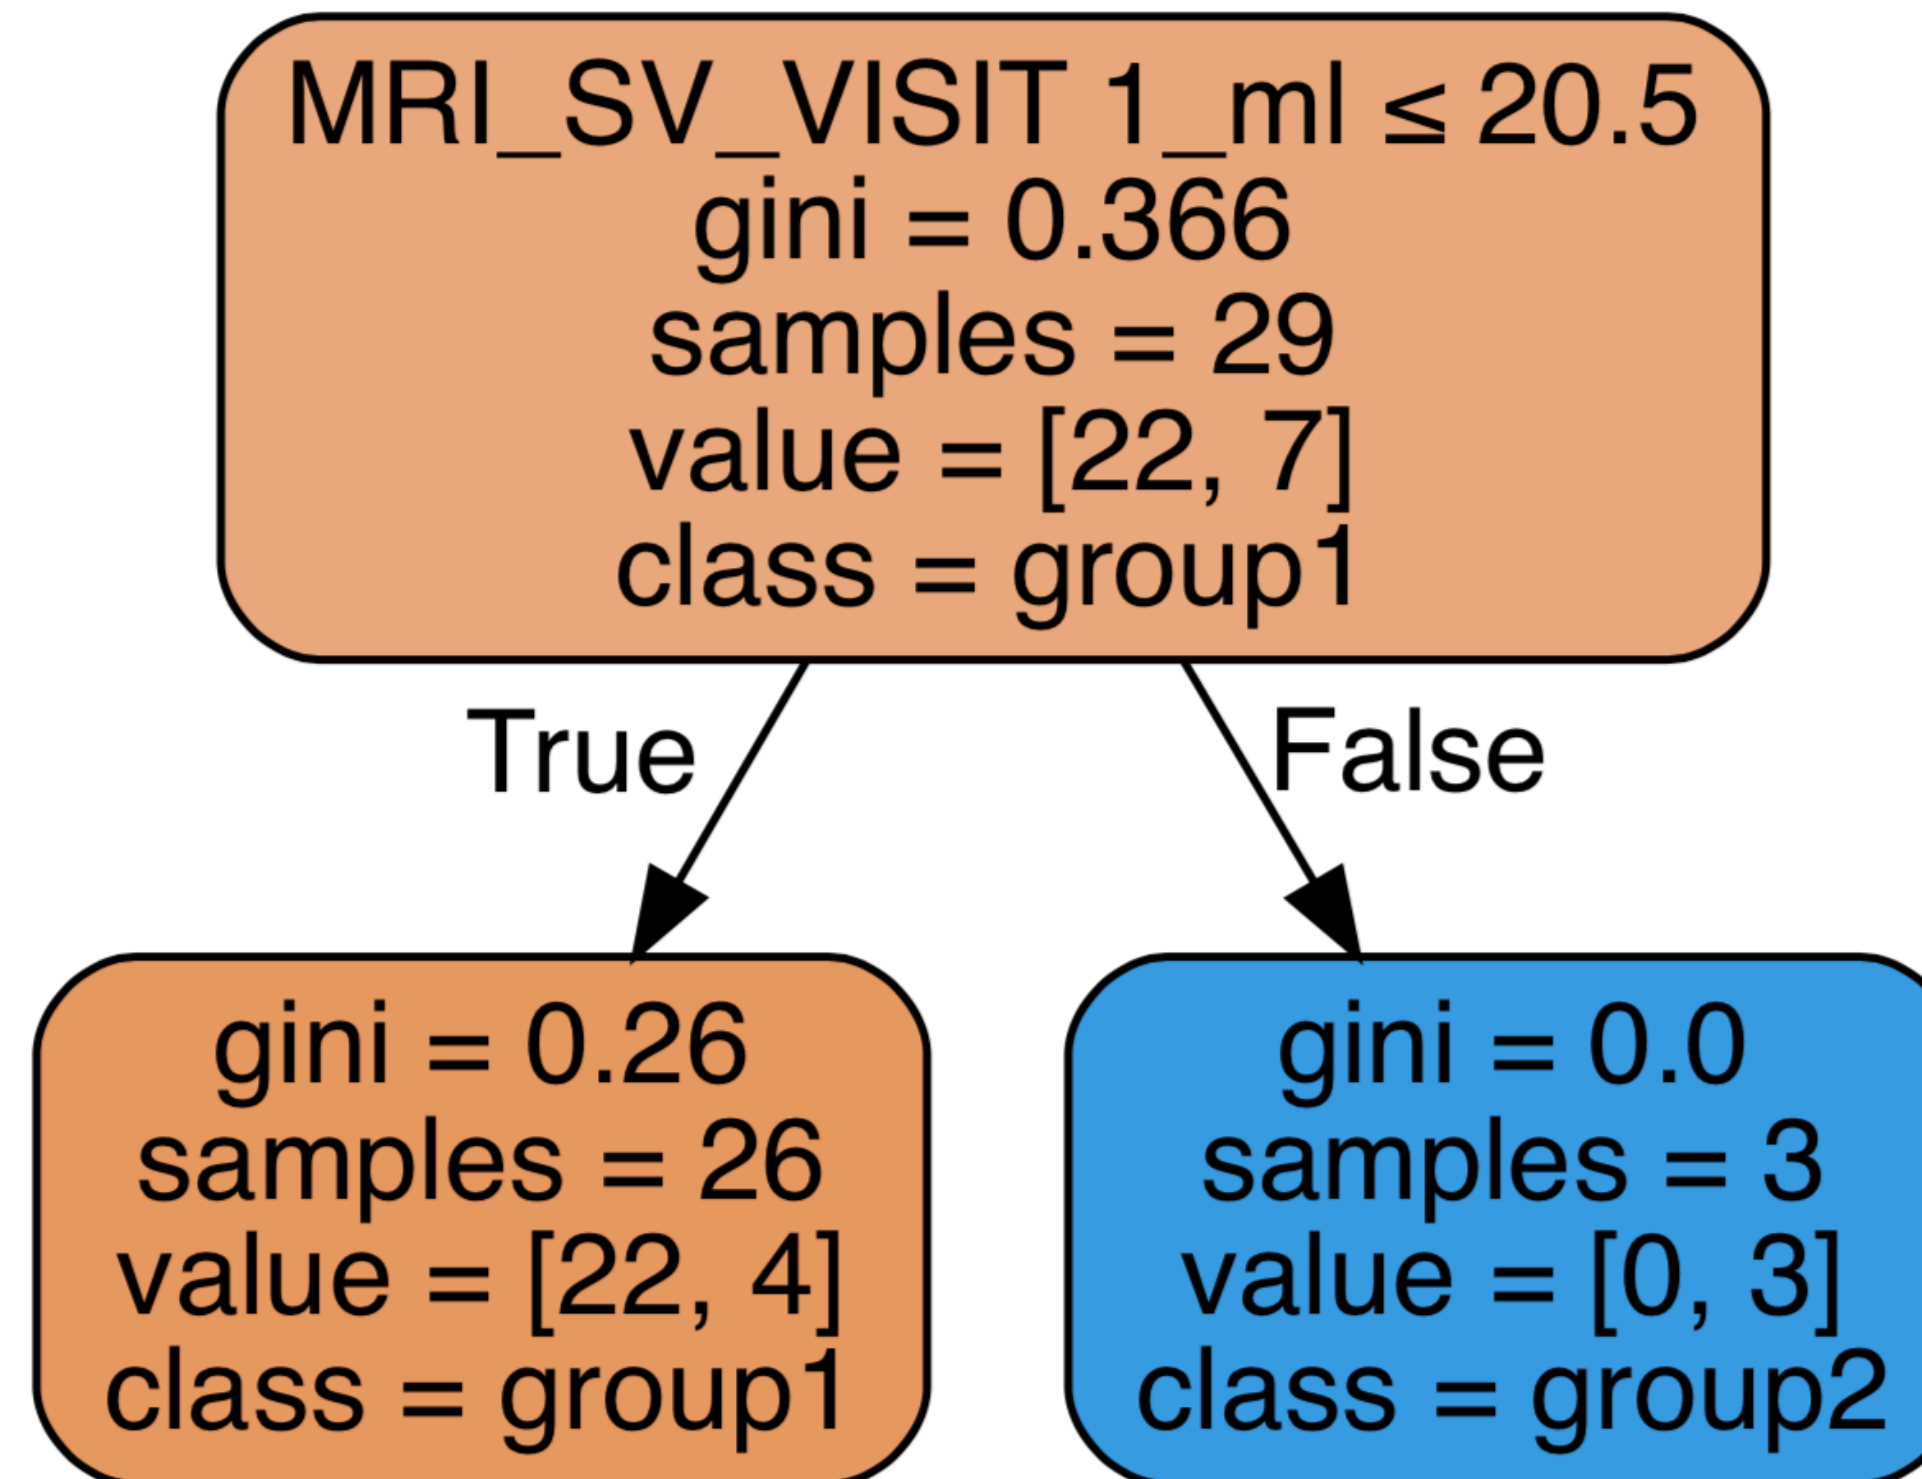 MRI_SV_VISIT 1_ml ≤ 20.5
gini = 0.366
samples = 29
value = [22, 7]
class = group1
True
False
gini = 0.26
samples = 26
value = [22, 4]
class = group1
gini = 0.0
samples = 3
value = [0, 3]
class = group2